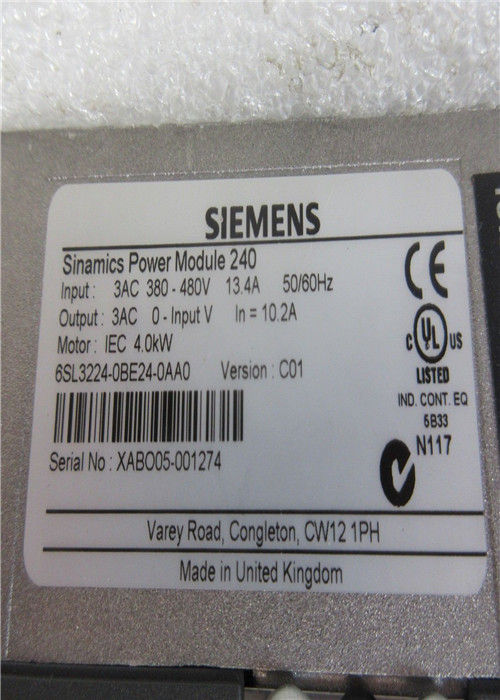 SIEMENS
Sinamics Power Module 240
Input : 3AC 380 - 480V 13.4A 50/60Hz
Output : 3AC 0 - Input V In = 10.2A
Motor : IEC 4.0kW
6SL3224-0BE24-0AA0 Version : C01
Serial No : XABO05-001274
CE
C UL US
LISTED
IND. CONT. EQ
5B33
N117
Varey Road, Congleton, CW12 1PH
Made in United Kingdom